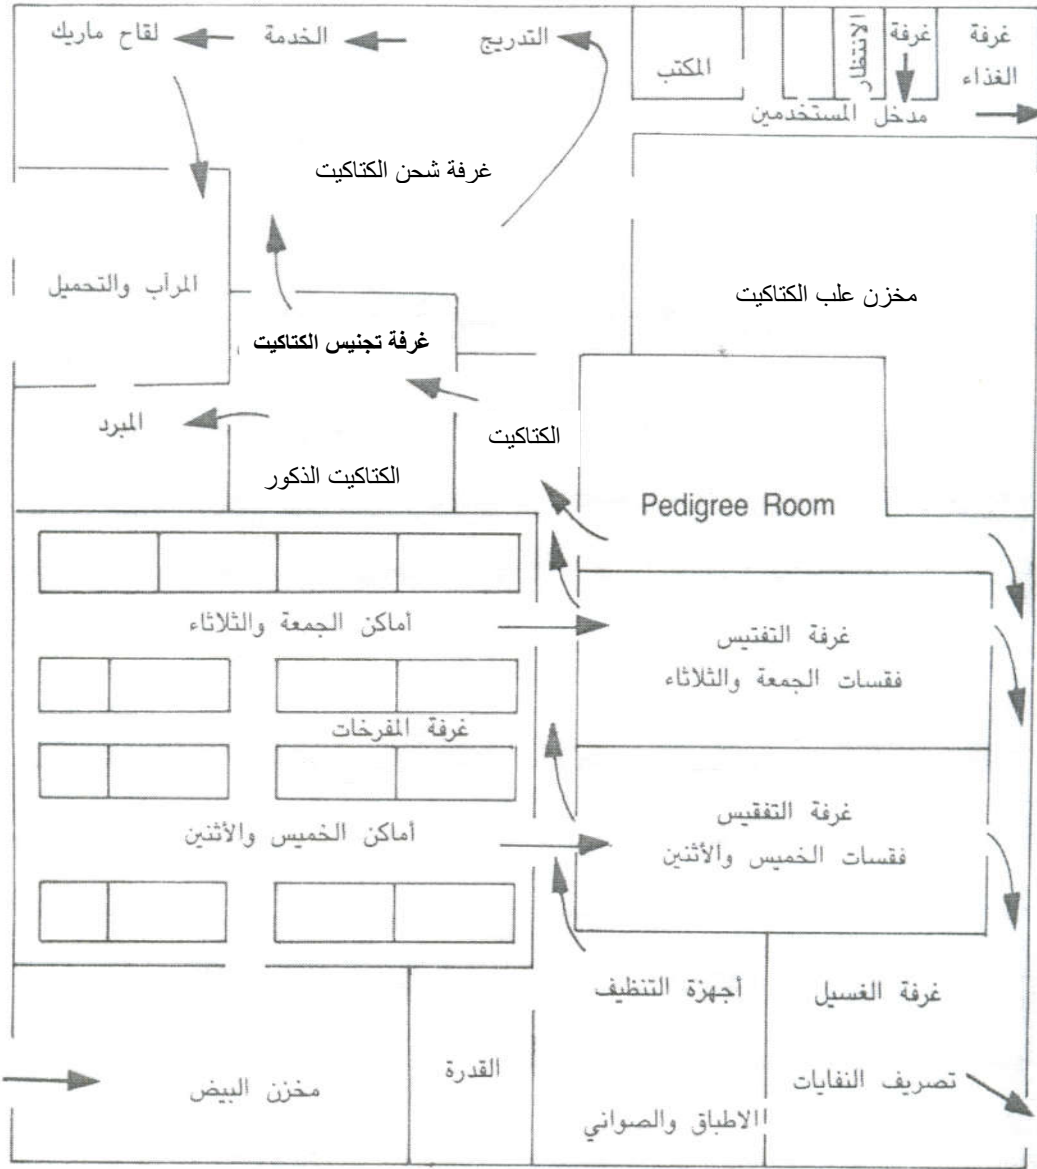 غرفة
غرفة
الانتظار
المكتب
التدريج
الخدمة
لقاح ماريك
الغذاء
مدخل المستخدمين
غرفة شحن الكتاكيت
المرآب والتحميل
مخزن علب الكتاكيت
غرفة تجنيس الكتاكيت
الكتاكيت
المبرد
الكتاكيت الذكور
Pedigree Room
أماكن الجمعة والثلاثاء
غرفة التفتيس
فقسات الجمعة والثلاثاء
غرفة المفرخات
أماكن الخميس والأثنين
غرفة التفقيس
فقسات الخميس والأثنين
أجهزة التنظيف
غرفة الغسيل
مخزن البيض
القدرة
الاطباق والصواني
تصريف النفايات